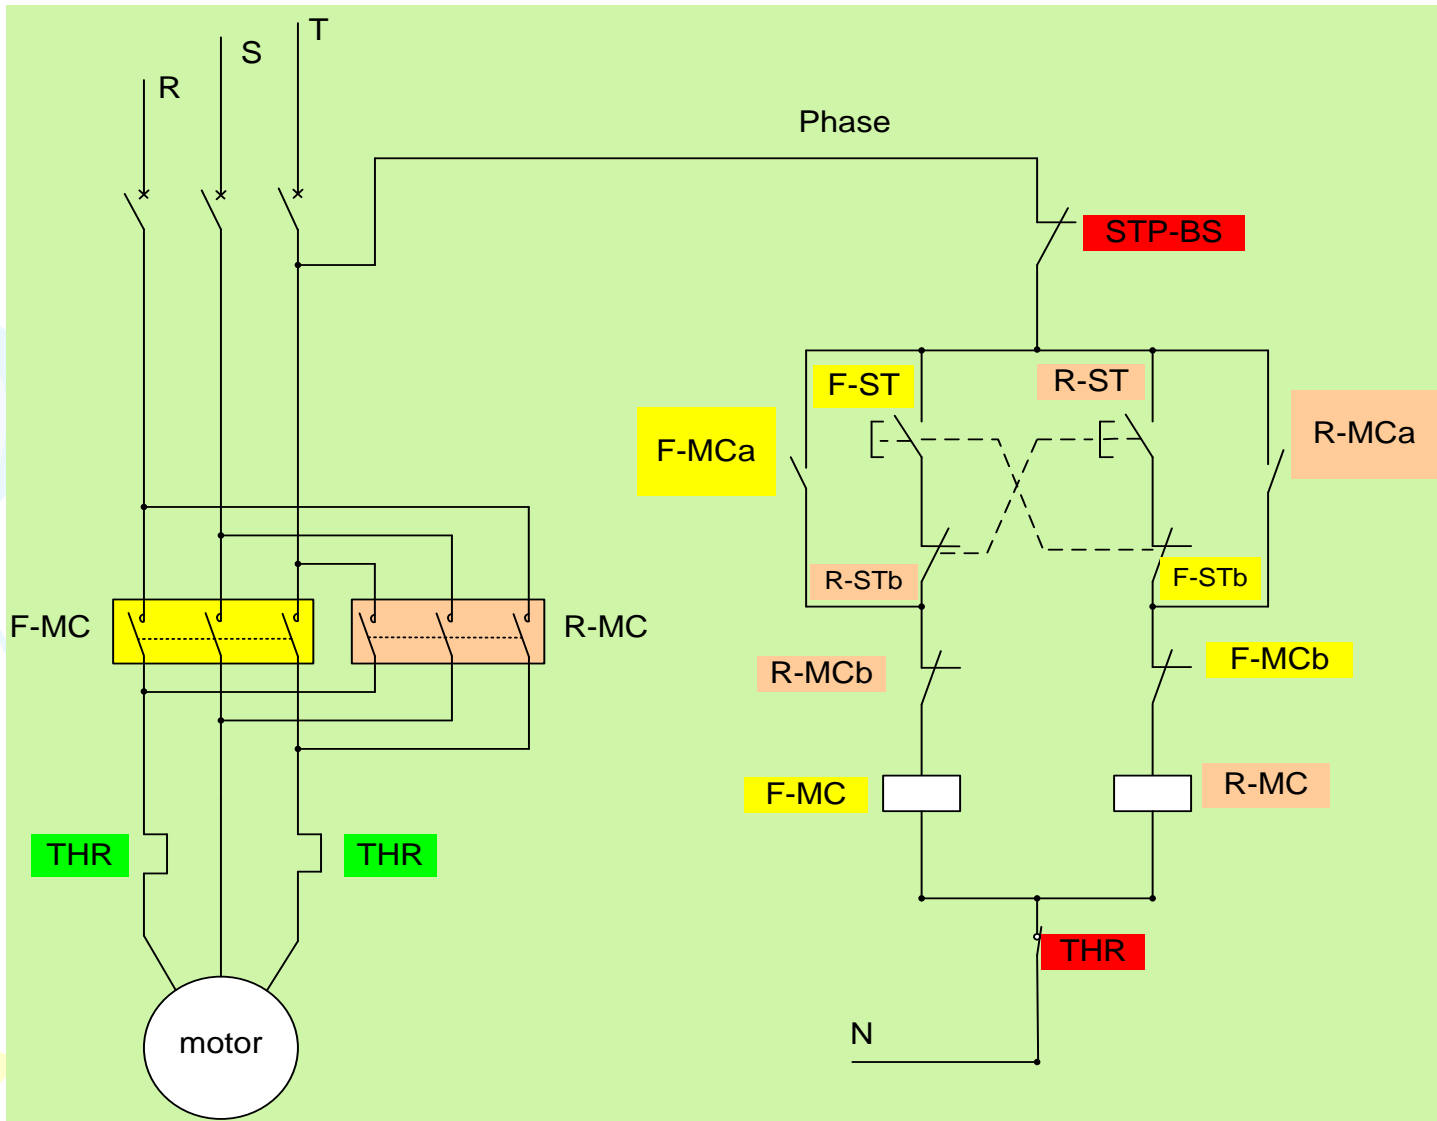 T
S
R
Phase
STP-BS
F-ST
R-ST
F-MCa
R-MCa
R-STb
F-STb
F-MC
R-MC
R-MCb
F-MCb
F-MC
R-MC
THR
THR
THR
N
motor